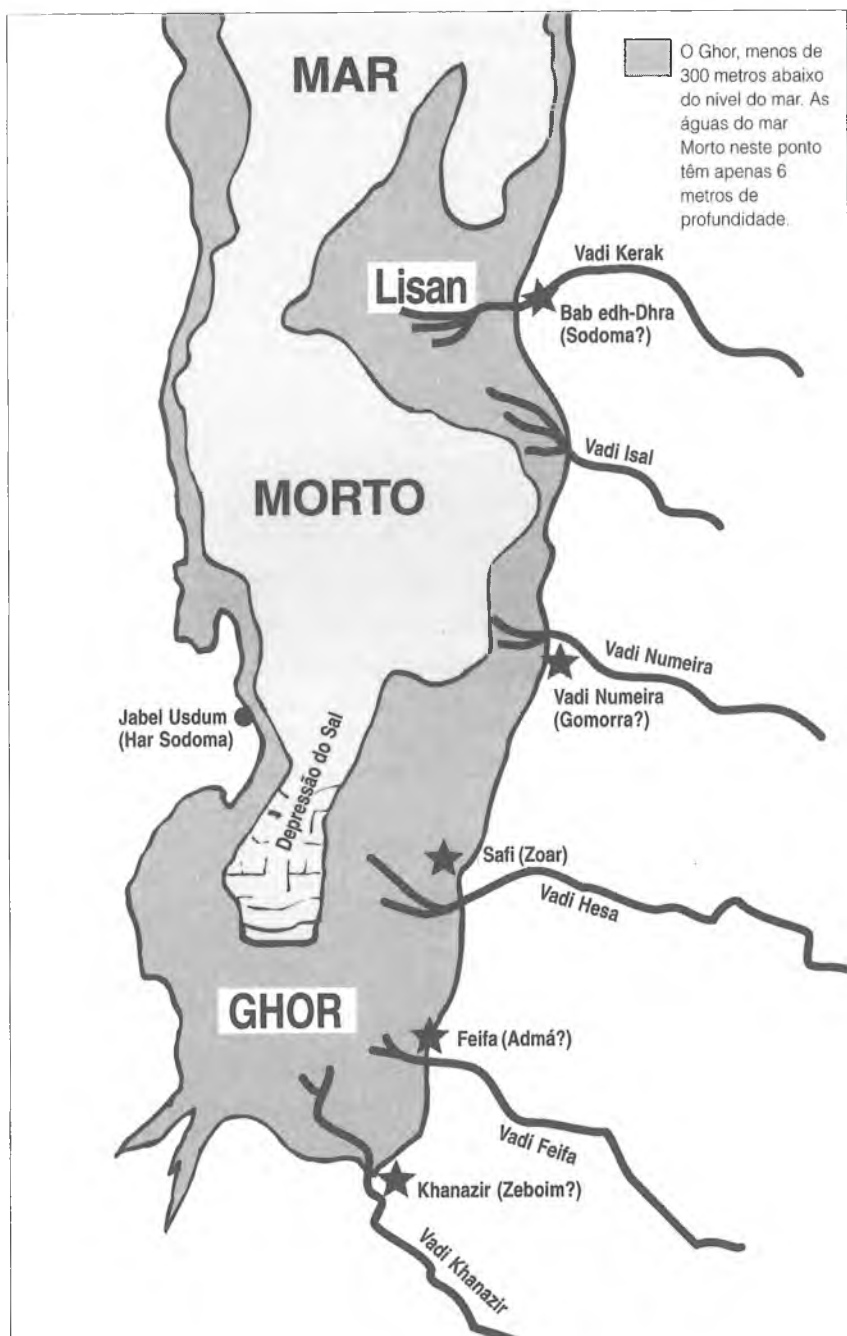 MAR
O Ghor, menos de
300 metros abaixo
do nível do mar. As
águas do mar
Morto neste ponto
têm apenas 6
metros de
profundidade.
Vadi Kerak
Lisan
Bab edh-Dhra
(Sodoma?)
Vadi Isal
MORTO
Vadi Numeira
Vadi Numeira
(Gomorra?)
Jabel Usdum
(Har Sodoma)
Depressão do Sal
Safi (Zoar)
Vadi Hesa
GHOR
Feifa (Admá?)
Vadi Feifa
Khanazir (Zeboim?)
Vadi Khanazir